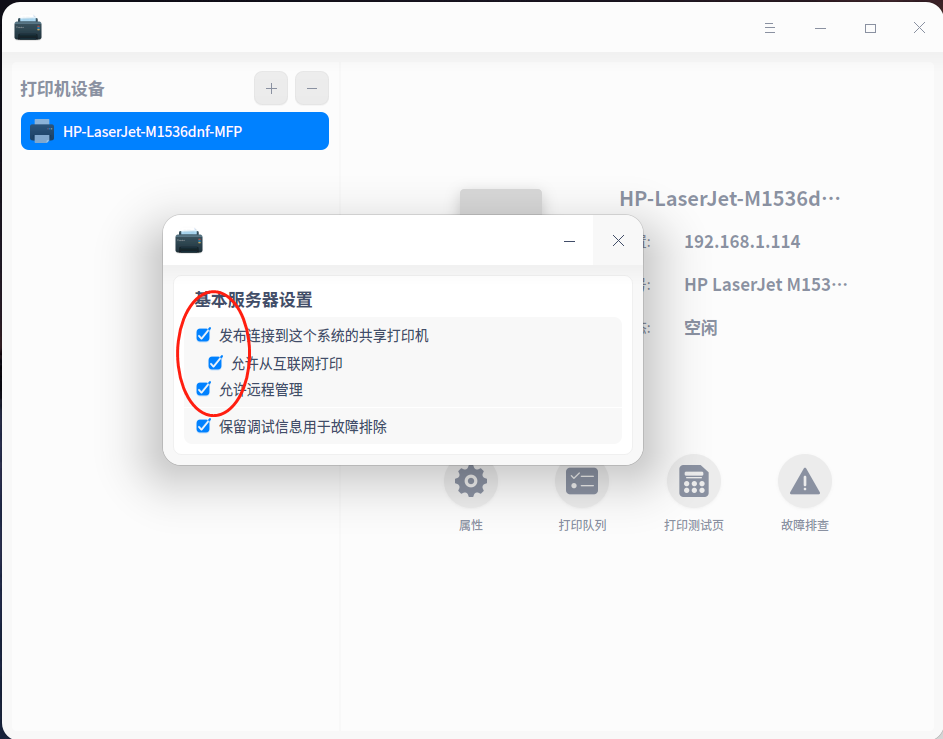 打印机设备
HP-LaserJet-M1536dnf-MFP
HP-LaserJet-M1536d···
192.168.1.114
HP LaserJet M153···
空闲
基本服务器设置
发布连接到这个系统的共享打印机
允许从互联网打印
允许远程管理
保留调试信息用于故障排除
属性
打印队列
打印测试页
故障排查